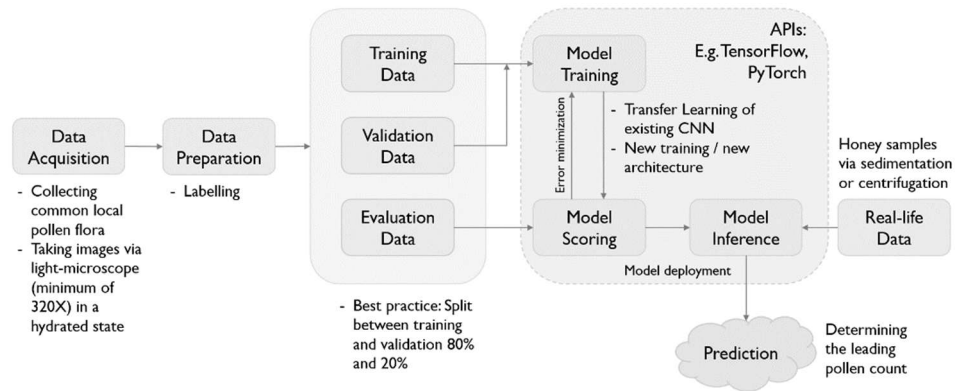 Data
Acquisition
- Collecting
common local
pollen flora
- Taking images via
light-microscope
(minimum of
320X) in a
hydrated state
Data
Preparation
- Labelling
Training
Data
Validation
Data
Evaluation
Data
- Best practice: Split
between training
and validation 80%
and 20%
APIs:
E.g. TensorFlow,
PyTorch
Model
Training
- Transfer Learning of
existing CNN
- New training / new
architecture
Error minimization
Model
Scoring
Model
Inference
Model deployment
Honey samples
via sedimentation
or centrifugation
Real-life
Data
Prediction
Determining
the leading
pollen count